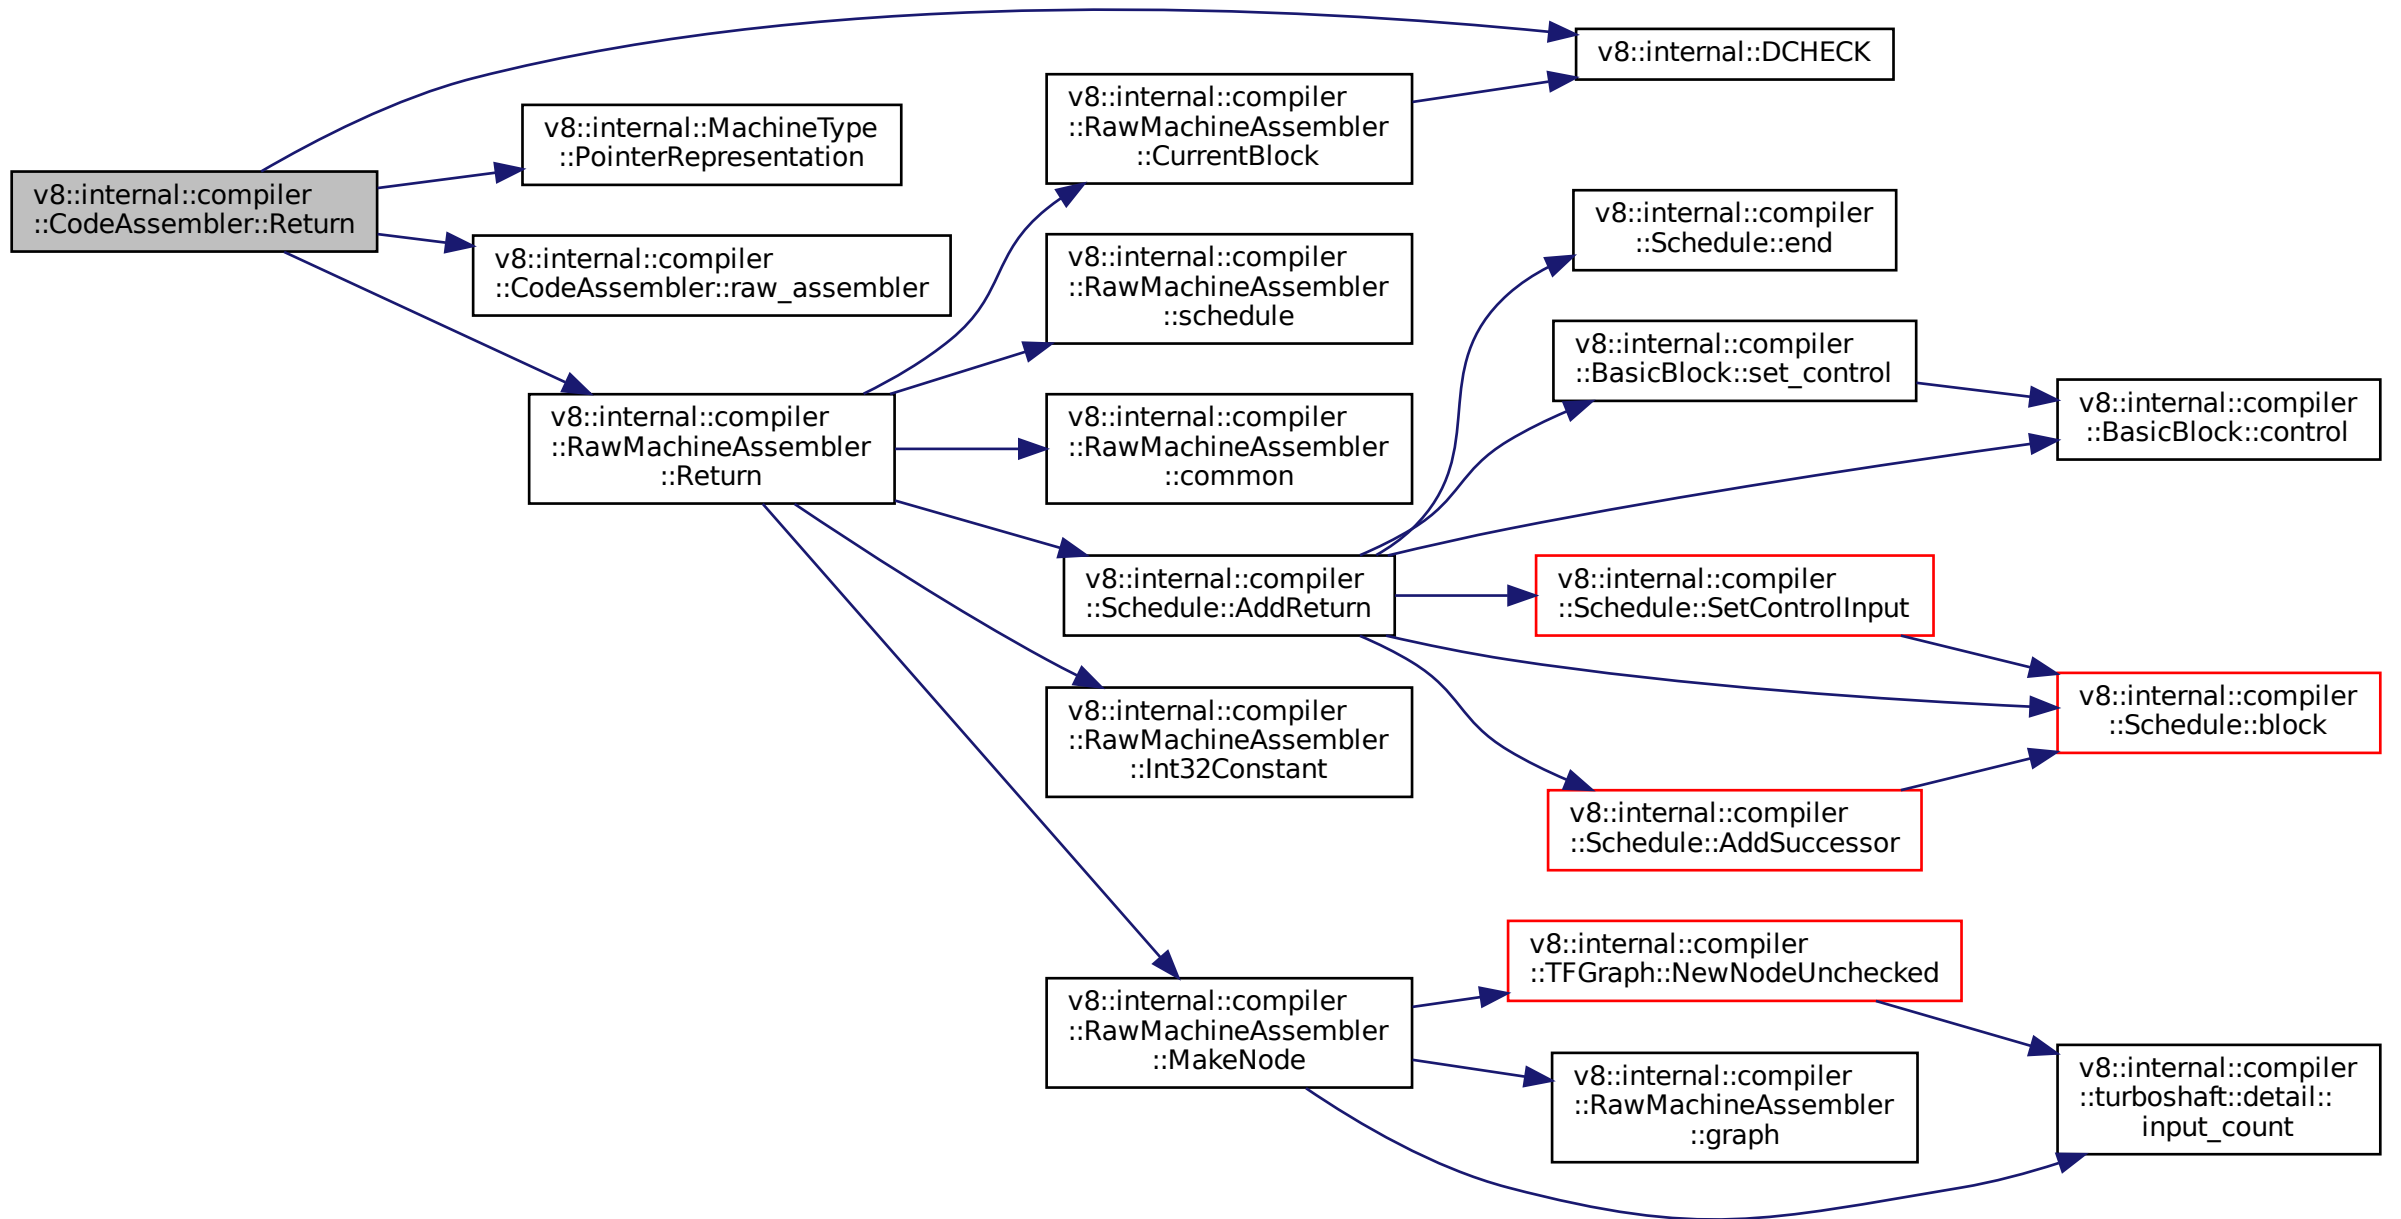 v8::internal::compiler
::CodeAssembler::Return
v8::internal::DCHECK
v8::internal::MachineType
::PointerRepresentation
v8::internal::compiler
::CodeAssembler::raw_assembler
v8::internal::compiler
::RawMachineAssembler
::Return
v8::internal::compiler
::RawMachineAssembler
::CurrentBlock
v8::internal::compiler
::RawMachineAssembler
::schedule
v8::internal::compiler
::RawMachineAssembler
::common
v8::internal::compiler
::Schedule::AddReturn
v8::internal::compiler
::RawMachineAssembler
::Int32Constant
v8::internal::compiler
::RawMachineAssembler
::MakeNode
v8::internal::compiler
::Schedule::end
v8::internal::compiler
::BasicBlock::set_control
v8::internal::compiler
::BasicBlock::control
v8::internal::compiler
::Schedule::SetControlInput
v8::internal::compiler
::Schedule::block
v8::internal::compiler
::Schedule::AddSuccessor
v8::internal::compiler
::TFGraph::NewNodeUnchecked
v8::internal::compiler
::RawMachineAssembler
::graph
v8::internal::compiler
::turboshaft::detail::
input_count